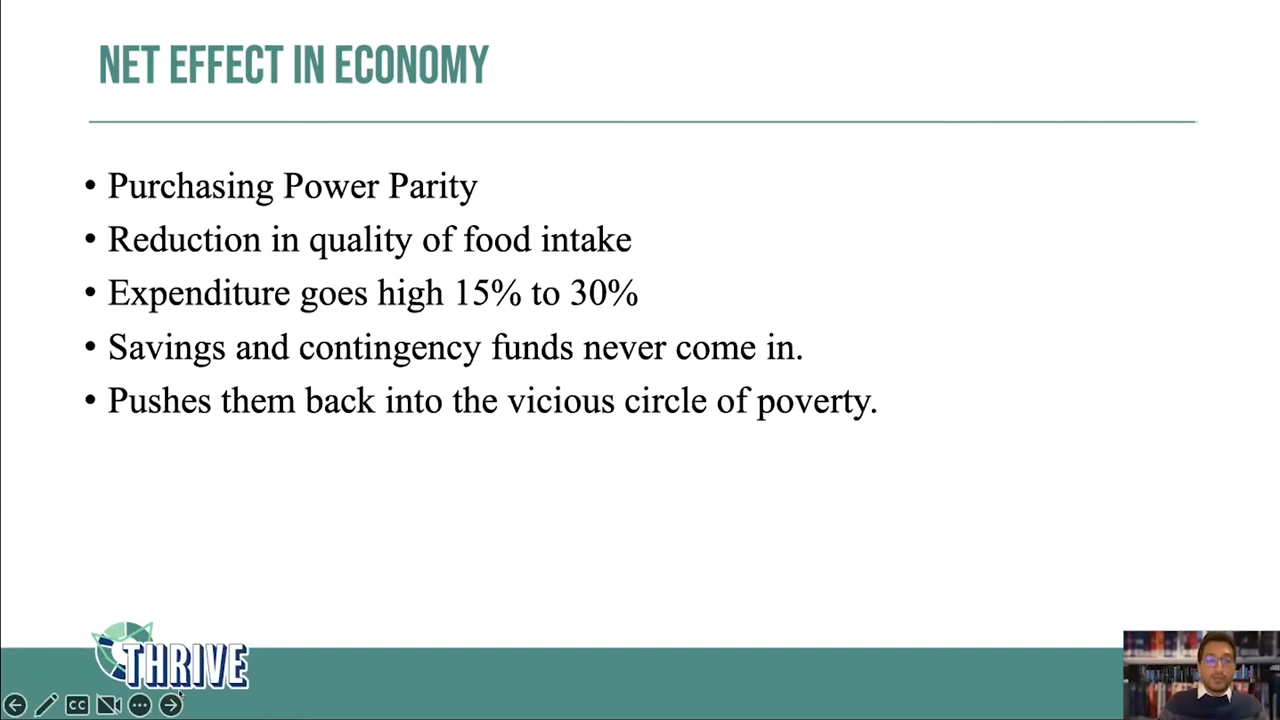 NET EFFECT IN ECONOMY
• Purchasing Power Parity
• Reduction in quality of food intake
• Expenditure goes high 15% to 30%
• Savings and contingency funds never come in.
• Pushes them back into the vicious circle of poverty.
THRIVE
CC